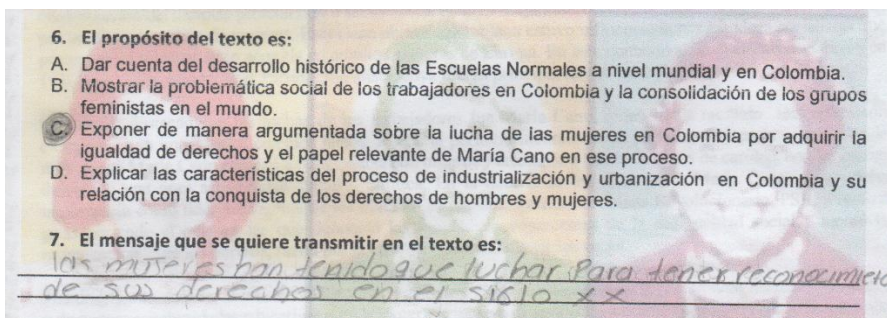 6. El propósito del texto es:
A. Dar cuenta del desarrollo histórico de las Escuelas Normales a nivel mundial y en Colombia.
B. Mostrar la problemática social de los trabajadores en Colombia y la consolidación de los grupos
feministas en el mundo.
C. Exponer de manera argumentada sobre la lucha de las mujeres en Colombia por adquirir la
igualdad de derechos y el papel relevante de María Cano en ese proceso.
D. Explicar las características del proceso de industrialización y urbanización en Colombia y su
relación con la conquista de los derechos de hombres y mujeres.
7. El mensaje que se quiere transmitir en el texto es:
las mujeres han tenido que luchar Para tener reconocimieto
de sus derechos en el siglo xx